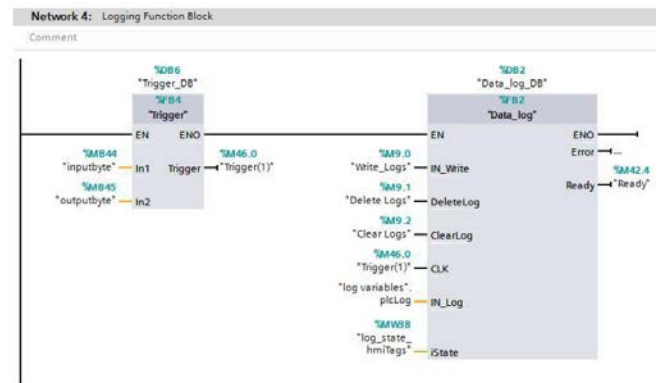 Network 4: Logging Function Block
Comment
%DB6
"Trigger_DB"
%FB4
"Trigger"
EN ENO
%MB44
"inputbyte" In1
Trigger %M46.0 "Trigger(1)"
%MB45
"outputbyte" In2
%DB2
"Data_log_DB"
%FB2
"Data_log"
EN ENO
Error ...
%M9.0
"Write_Logs" IN_Write
%M42.4
Ready "Ready"
%M9.1
"Delete Logs" DeleteLog
%M9.2
"Clear Logs" ClearLog
%M46.0
"Trigger(1)" CLK
"log variables".
plcLog IN_Log
%MW38
"log_state_
hmiTags" iState